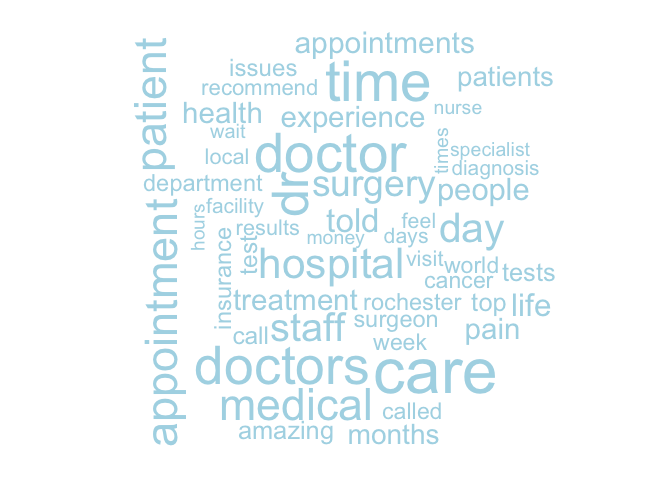 appointments
time
issues
recommend
patients
patient
health
experience
nurse
wait
doctor
times
specialist
local
diagnosis
department
dr
surgery
people
facility
hours
results
told
feel
day
money
days
appointment
insurance
test
hospital
visit
world
cancer
tests
treatment
rochester
top
life
call
staff
surgeon
week
pain
doctors
care
medical
called
amazing
months